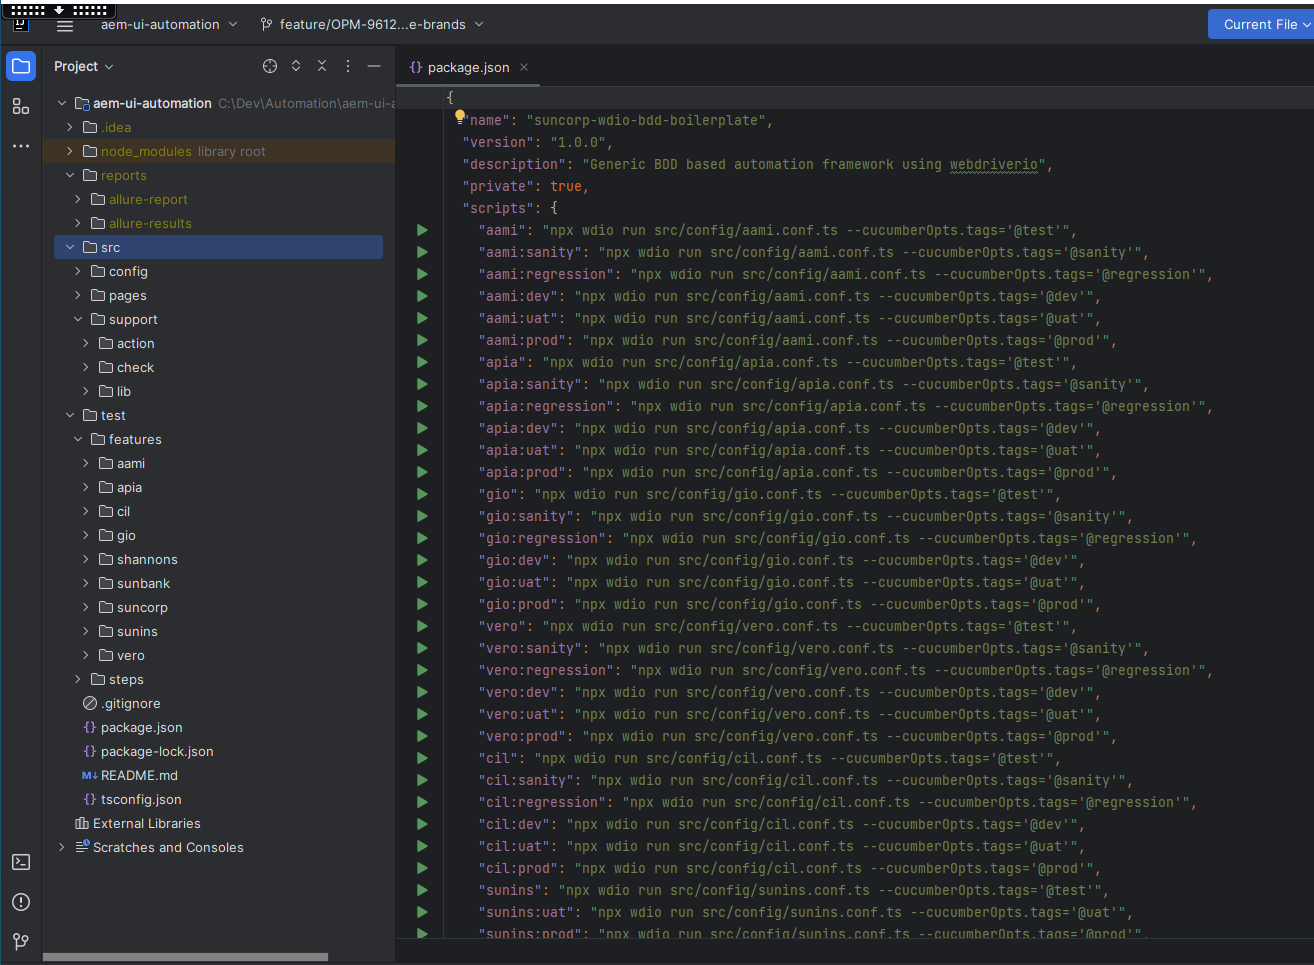 aem-ui-automation
feature/OPM-9612...e-brands
Current File
Project
package.json
aem-ui-automation C:\Dev\Automation\aem-ui-a
.idea
node_modules library root
reports
allure-report
allure-results
src
config
pages
support
action
check
lib
test
features
aami
apia
cil
gio
shannons
sunbank
suncorp
sunins
vero
steps
.gitignore
{} package.json
{} package-lock.json
M↓ README.md
{} tsconfig.json
External Libraries
Scratches and Consoles
{
"name": "suncorp-wdio-bdd-boilerplate",
"version": "1.0.0",
"description": "Generic BDD based automation framework using webdriverio",
"private": true,
"scripts": {
"aami": "npx wdio run src/config/aami.conf.ts --cucumberOpts.tags='@test'",
"aami:sanity": "npx wdio run src/config/aami.conf.ts --cucumberOpts.tags='@sanity'",
"aami:regression": "npx wdio run src/config/aami.conf.ts --cucumberOpts.tags='@regression'",
"aami:dev": "npx wdio run src/config/aami.conf.ts --cucumberOpts.tags='@dev'",
"aami:uat": "npx wdio run src/config/aami.conf.ts --cucumberOpts.tags='@uat'",
"aami:prod": "npx wdio run src/config/aami.conf.ts --cucumberOpts.tags='@prod'",
"apia": "npx wdio run src/config/apia.conf.ts --cucumberOpts.tags='@test'",
"apia:sanity": "npx wdio run src/config/apia.conf.ts --cucumberOpts.tags='@sanity'",
"apia:regression": "npx wdio run src/config/apia.conf.ts --cucumberOpts.tags='@regression'",
"apia:dev": "npx wdio run src/config/apia.conf.ts --cucumberOpts.tags='@dev'",
"apia:uat": "npx wdio run src/config/apia.conf.ts --cucumberOpts.tags='@uat'",
"apia:prod": "npx wdio run src/config/apia.conf.ts --cucumberOpts.tags='@prod'",
"gio": "npx wdio run src/config/gio.conf.ts --cucumberOpts.tags='@test'",
"gio:sanity": "npx wdio run src/config/gio.conf.ts --cucumberOpts.tags='@sanity'",
"gio:regression": "npx wdio run src/config/gio.conf.ts --cucumberOpts.tags='@regression'",
"gio:dev": "npx wdio run src/config/gio.conf.ts --cucumberOpts.tags='@dev'",
"gio:uat": "npx wdio run src/config/gio.conf.ts --cucumberOpts.tags='@uat'",
"gio:prod": "npx wdio run src/config/gio.conf.ts --cucumberOpts.tags='@prod'",
"vero": "npx wdio run src/config/vero.conf.ts --cucumberOpts.tags='@test'",
"vero:sanity": "npx wdio run src/config/vero.conf.ts --cucumberOpts.tags='@sanity'",
"vero:regression": "npx wdio run src/config/vero.conf.ts --cucumberOpts.tags='@regression'",
"vero:dev": "npx wdio run src/config/vero.conf.ts --cucumberOpts.tags='@dev'",
"vero:uat": "npx wdio run src/config/vero.conf.ts --cucumberOpts.tags='@uat'",
"vero:prod": "npx wdio run src/config/vero.conf.ts --cucumberOpts.tags='@prod'",
"cil": "npx wdio run src/config/cil.conf.ts --cucumberOpts.tags='@test'",
"cil:sanity": "npx wdio run src/config/cil.conf.ts --cucumberOpts.tags='@sanity'",
"cil:regression": "npx wdio run src/config/cil.conf.ts --cucumberOpts.tags='@regression'",
"cil:dev": "npx wdio run src/config/cil.conf.ts --cucumberOpts.tags='@dev'",
"cil:uat": "npx wdio run src/config/cil.conf.ts --cucumberOpts.tags='@uat'",
"cil:prod": "npx wdio run src/config/cil.conf.ts --cucumberOpts.tags='@prod'",
"sunins": "npx wdio run src/config/sunins.conf.ts --cucumberOpts.tags='@test'",
"sunins:uat": "npx wdio run src/config/sunins.conf.ts --cucumberOpts.tags='@uat'",
"sunins:prod": "npx wdio run src/config/sunins.conf.ts --cucumberOpts.tags='@prod'",